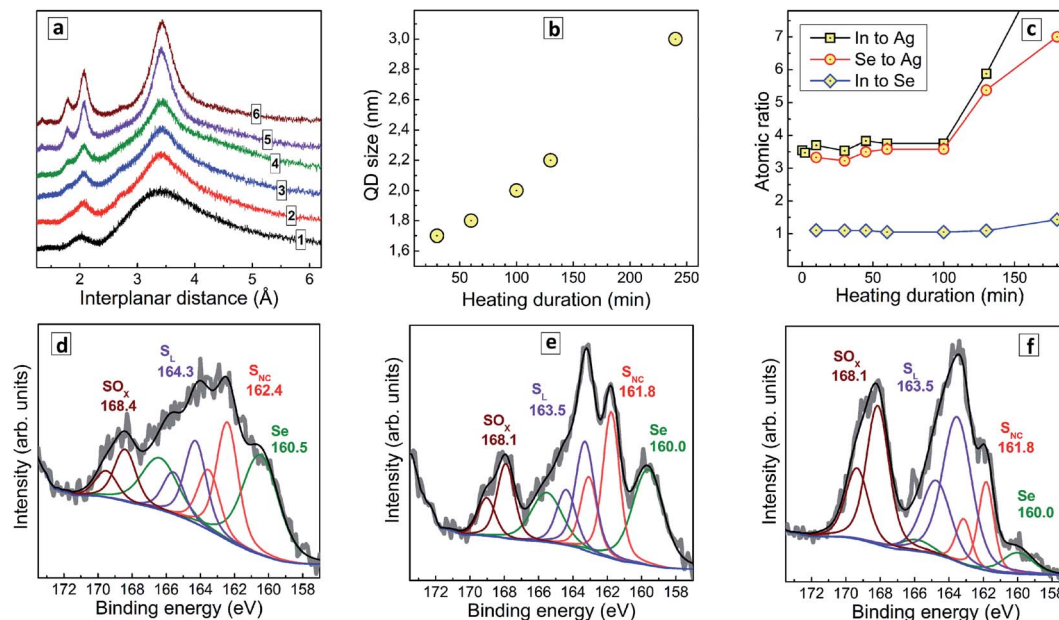 a
6
5
4
3
2
1
2 3 4 5 6
Interplanar distance (Å)
b
QD size (nm)
3,0
2,8
2,6
2,4
2,2
2,0
1,8
1,6
50 100 150 200 250
Heating duration (min)
c
In to Ag
Se to Ag
In to Se
Atomic ratio
7
6
5
4
3
2
1
0 50 100 150
Heating duration (min)
d
Intensity (arb. units)
SOX
168.4
SL
164.3
SNC
162.4
Se
160.5
172 170 168 166 164 162 160 158
Binding energy (eV)
e
Intensity (arb. units)
SOX
168.1
SL
163.5
SNC
161.8
Se
160.0
172 170 168 166 164 162 160 158
Binding energy (eV)
f
Intensity (arb. units)
SOX
168.1
SL
163.5
SNC
161.8
Se
160.0
172 170 168 166 164 162 160 158
Binding energy (eV)